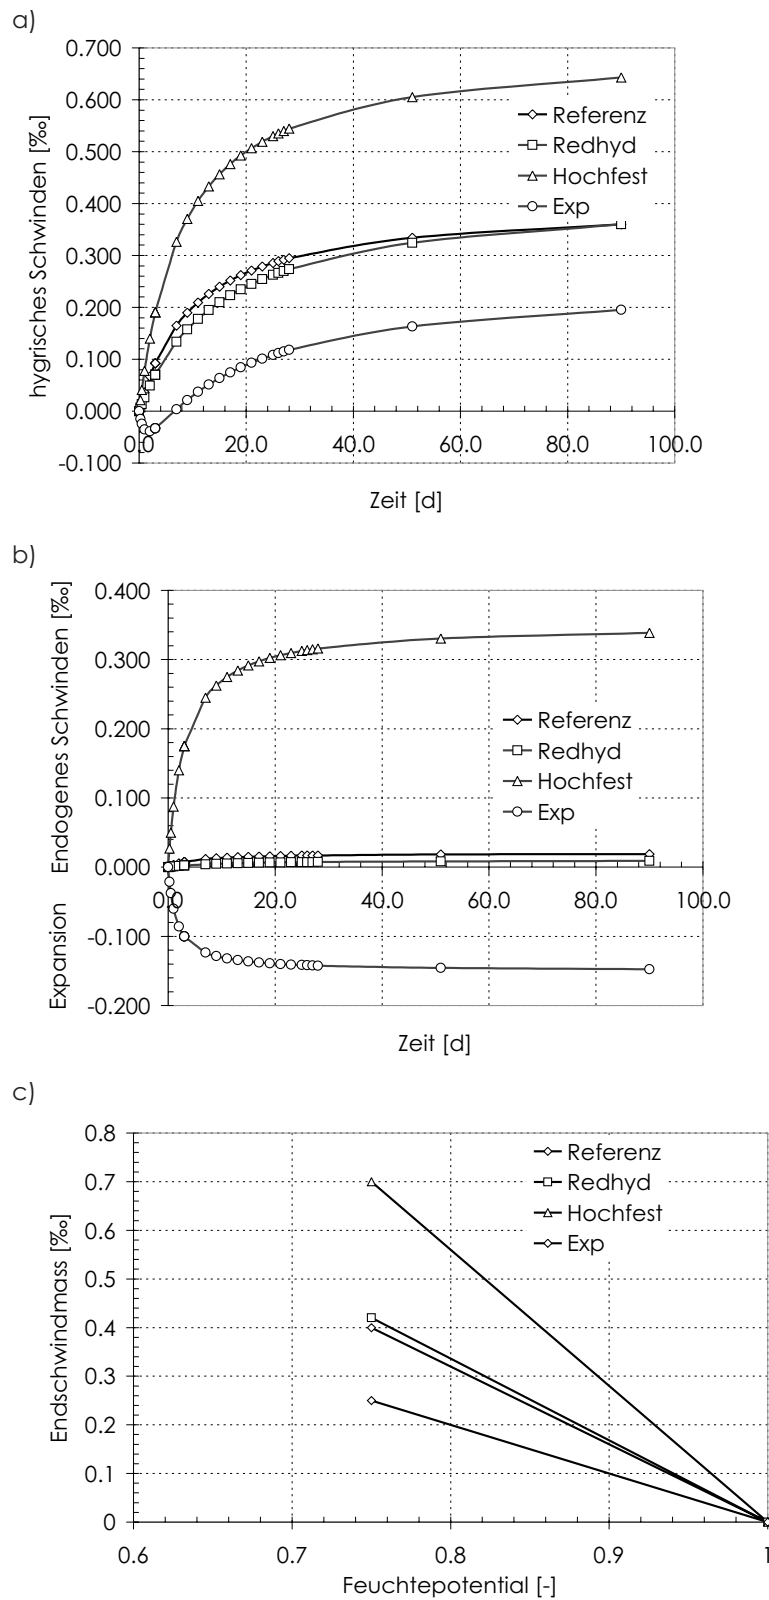 a)
hygrisches Schwinden [‰]
0.700
0.600
0.500
0.400
0.300
0.200
0.100
0.000
-0.100
Referenz
Redhyd
Hochfest
Exp
0.0 20.0 40.0 60.0 80.0 100.0
Zeit [d]
b)
Expansion Endogenes Schwinden [‰]
0.400
0.300
0.200
0.100
0.000
-0.100
-0.200
Referenz
Redhyd
Hochfest
Exp
0.0 20.0 40.0 60.0 80.0 100.0
Zeit [d]
c)
Endschwindmass [‰]
0.8
0.7
0.6
0.5
0.4
0.3
0.2
0.1
0
Referenz
Redhyd
Hochfest
Exp
0.6 0.7 0.8 0.9 1
Feuchtepotential [-]